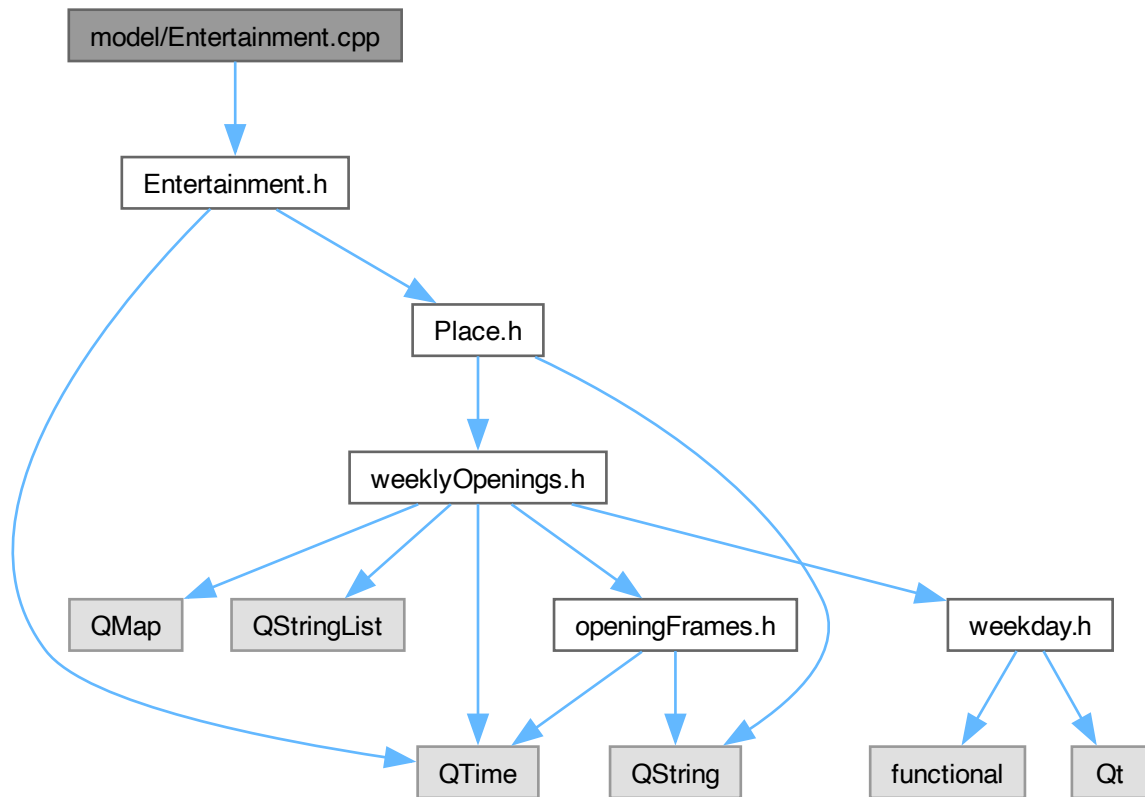 model/Entertainment.cpp
Entertainment.h
Place.h
weeklyOpenings.h
QMap
QStringList
openingFrames.h
weekday.h
QTime
QString
functional
Qt